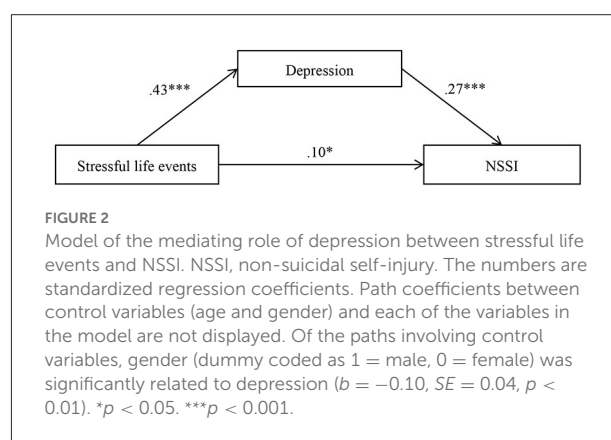 Depression
.43***
.27***
.10*
Stressful life events
NSSI
FIGURE 2
Model of the mediating role of depression between stressful life
events and NSSI. NSSI, non-suicidal self-injury. The numbers are
standardized regression coefficients. Path coefficients between
control variables (age and gender) and each of the variables in
the model are not displayed. Of the paths involving control
variables, gender (dummy coded as 1 = male, 0 = female) was
significantly related to depression (b = −0.10, SE = 0.04, p <
0.01). *p < 0.05. ***p < 0.001.